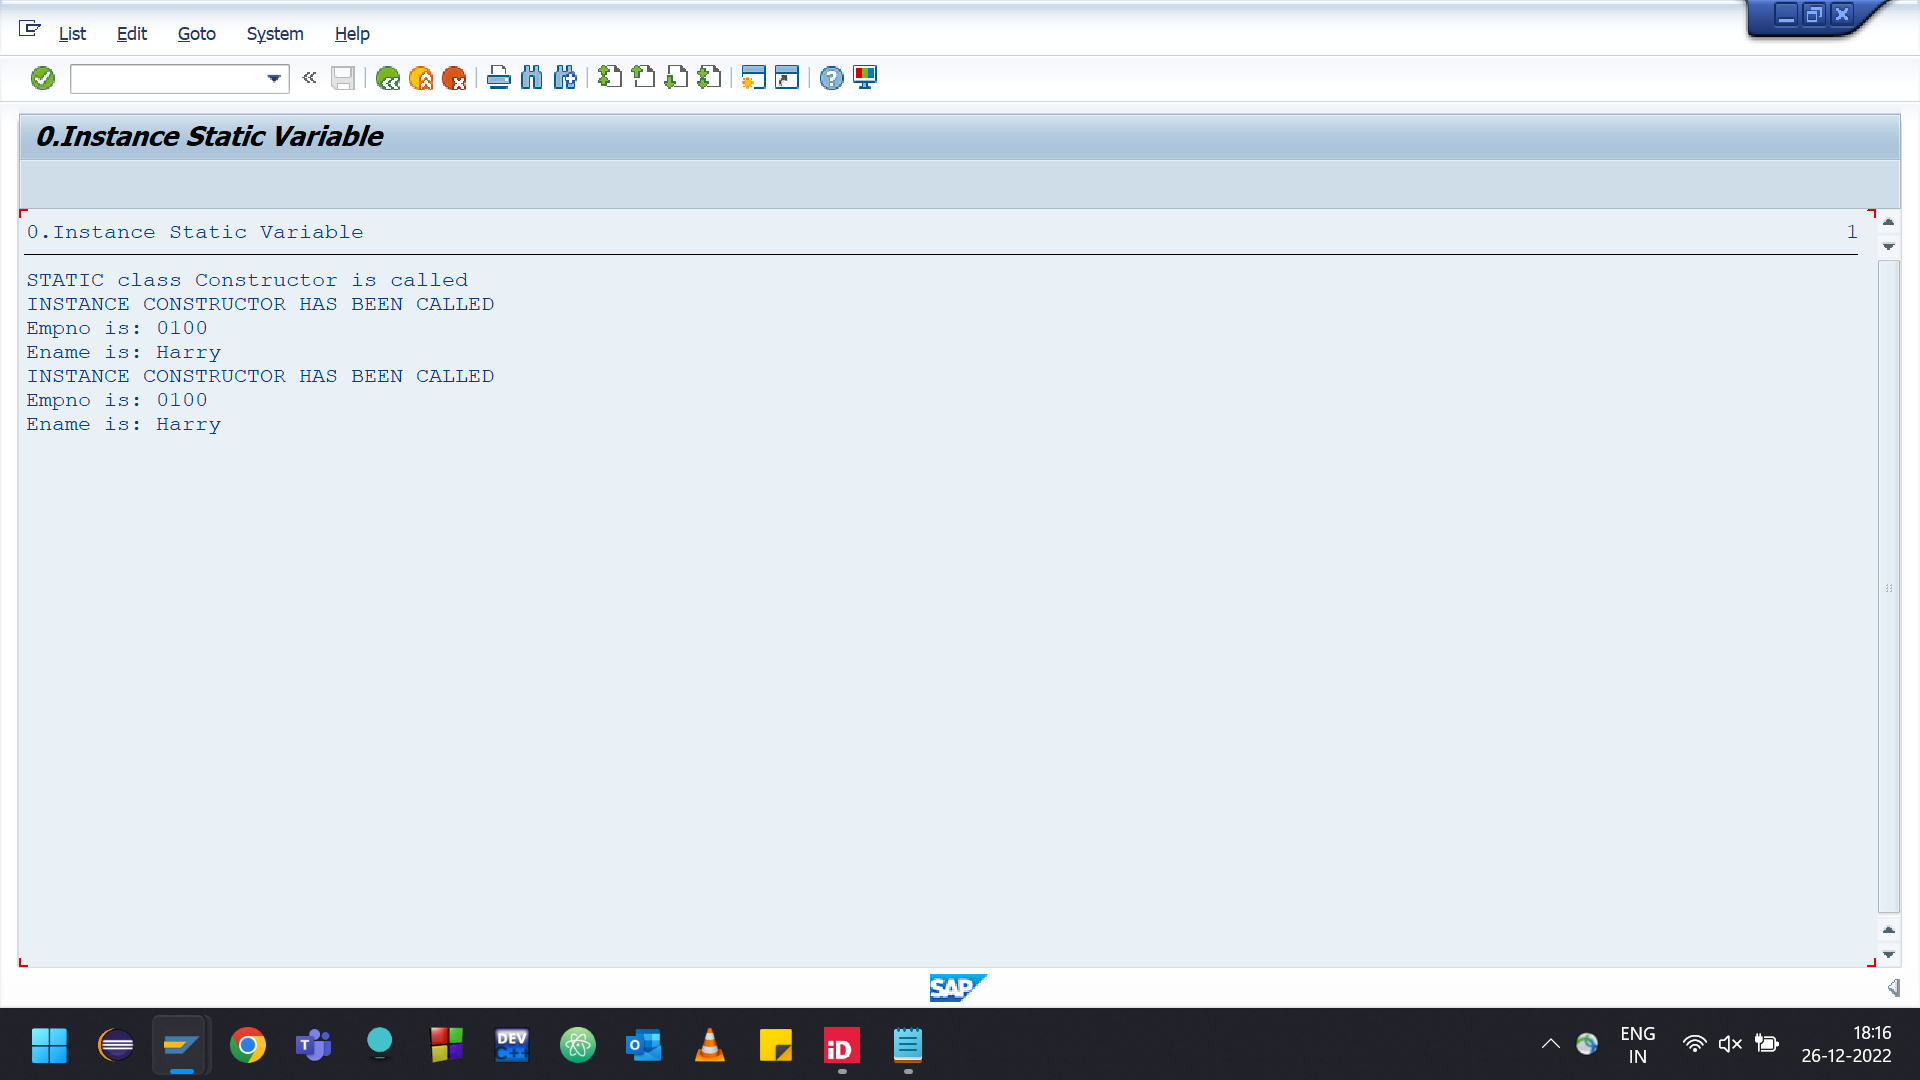 List Edit Goto System Help
0.Instance Static Variable
0.Instance Static Variable 1
STATIC class Constructor is called
INSTANCE CONSTRUCTOR HAS BEEN CALLED
Empno is: 0100
Ename is: Harry
INSTANCE CONSTRUCTOR HAS BEEN CALLED
Empno is: 0100
Ename is: Harry
SAP
T DEV C++ O iD
ENG
IN
18:16
26-12-2022